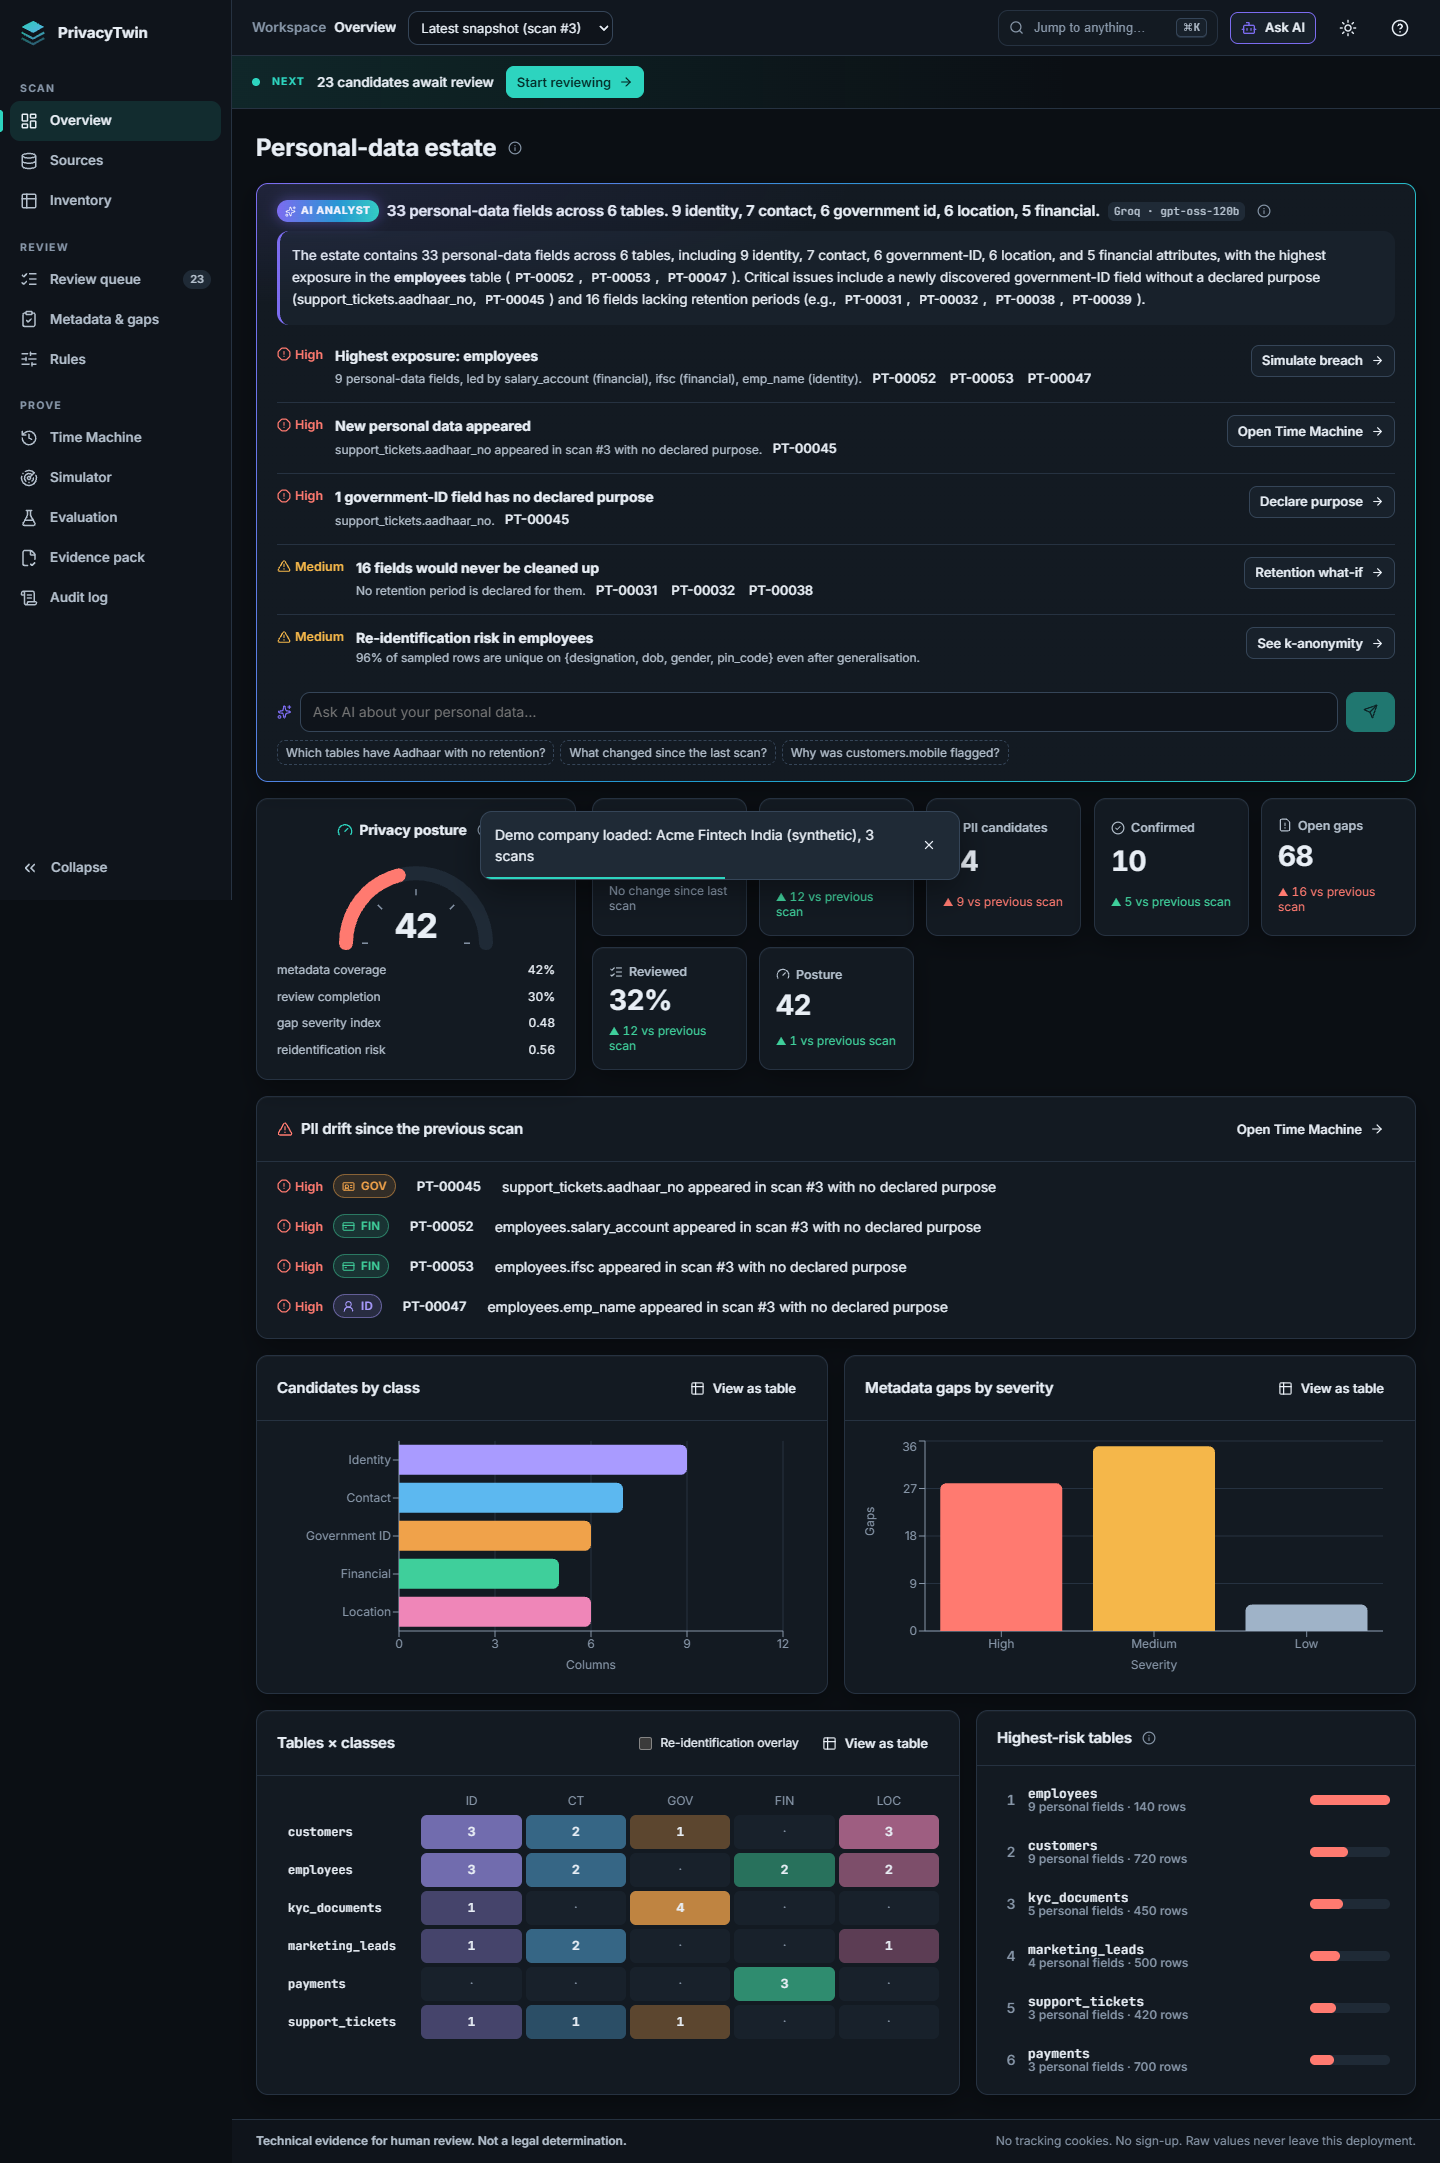 PrivacyTwin
SCAN
Overview
Sources
Inventory
REVIEW
Review queue 23
Metadata & gaps
Rules
PROVE
Time Machine
Simulator
Evaluation
Evidence pack
Audit log
Collapse
Workspace Overview Latest snapshot (scan #3)
Jump to anything... ⌘K Ask AI
NEXT 23 candidates await review Start reviewing →
Personal-data estate
AI ANALYST 33 personal-data fields across 6 tables. 9 identity, 7 contact, 6 government id, 6 location, 5 financial. Groq · gpt-oss-120b
The estate contains 33 personal-data fields across 6 tables, including 9 identity, 7 contact, 6 government-ID, 6 location, and 5 financial attributes, with the highest
exposure in the employees table ( PT-00052 , PT-00053 , PT-00047 ). Critical issues include a newly discovered government-ID field without a declared purpose
(support_tickets.aadhaar_no, PT-00045 ) and 16 fields lacking retention periods (e.g., PT-00031 , PT-00032 , PT-00038 , PT-00039 ).
High Highest exposure: employees Simulate breach →
9 personal-data fields, led by salary_account (financial), ifsc (financial), emp_name (identity). PT-00052 PT-00053 PT-00047
High New personal data appeared Open Time Machine →
support_tickets.aadhaar_no appeared in scan #3 with no declared purpose. PT-00045
High 1 government-ID field has no declared purpose Declare purpose →
support_tickets.aadhaar_no. PT-00045
Medium 16 fields would never be cleaned up Retention what-if →
No retention period is declared for them. PT-00031 PT-00032 PT-00038
Medium Re-identification risk in employees See k-anonymity →
96% of sampled rows are unique on {designation, dob, gender, pin_code} even after generalisation.
Ask AI about your personal data...
Which tables have Aadhaar with no retention? What changed since the last scan? Why was customers.mobile flagged?
Privacy posture
42
metadata coverage 42%
review completion 30%
gap severity index 0.48
reidentification risk 0.56
Demo company loaded: Acme Fintech India (synthetic), 3
scans
No change since last
scan
▲ 12 vs previous
scan
PII candidates
4
▲ 9 vs previous scan
Confirmed
10
▲ 5 vs previous scan
Open gaps
68
▲ 16 vs previous
scan
Reviewed
32%
▲ 12 vs previous
scan
Posture
42
▲ 1 vs previous scan
PII drift since the previous scan Open Time Machine →
High GOV PT-00045 support_tickets.aadhaar_no appeared in scan #3 with no declared purpose
High FIN PT-00052 employees.salary_account appeared in scan #3 with no declared purpose
High FIN PT-00053 employees.ifsc appeared in scan #3 with no declared purpose
High ID PT-00047 employees.emp_name appeared in scan #3 with no declared purpose
Candidates by class View as table
Identity
Contact
Government ID
Financial
Location
0 3 6 9 12
Columns
Metadata gaps by severity View as table
36
27
18
9
0
Gaps
High Medium Low
Severity
Tables × classes Re-identification overlay View as table
ID CT GOV FIN LOC
customers 3 2 1 · 3
employees 3 2 · 2 2
kyc_documents 1 · 4 · ·
marketing_leads 1 2 · · 1
payments · · · 3 ·
support_tickets 1 1 1 · ·
Highest-risk tables
1 employees
9 personal fields · 140 rows
2 customers
9 personal fields · 720 rows
3 kyc_documents
5 personal fields · 450 rows
4 marketing_leads
4 personal fields · 500 rows
5 support_tickets
3 personal fields · 420 rows
6 payments
3 personal fields · 700 rows
Technical evidence for human review. Not a legal determination.
No tracking cookies. No sign-up. Raw values never leave this deployment.